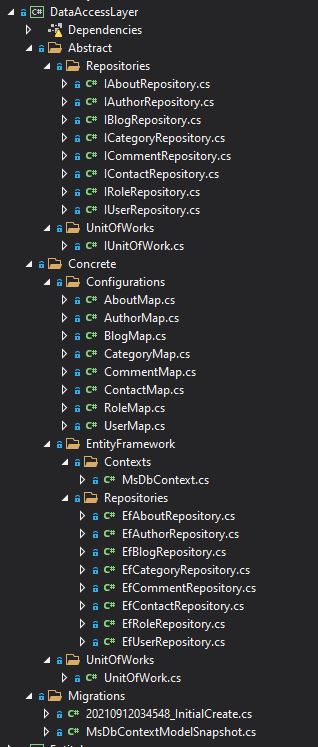 C# DataAccessLayer
Dependencies
Abstract
Repositories
C# IAboutRepository.cs
C# IAuthorRepository.cs
C# IBlogRepository.cs
C# ICategoryRepository.cs
C# ICommentRepository.cs
C# IContactRepository.cs
C# IRoleRepository.cs
C# IUserRepository.cs
UnitOfWorks
C# IUnitOfWork.cs
Concrete
Configurations
C# AboutMap.cs
C# AuthorMap.cs
C# BlogMap.cs
C# CategoryMap.cs
C# CommentMap.cs
C# ContactMap.cs
C# RoleMap.cs
C# UserMap.cs
EntityFramework
Contexts
C# MsDbContext.cs
Repositories
C# EfAboutRepository.cs
C# EfAuthorRepository.cs
C# EfBlogRepository.cs
C# EfCategoryRepository.cs
C# EfCommentRepository.cs
C# EfContactRepository.cs
C# EfRoleRepository.cs
C# EfUserRepository.cs
UnitOfWorks
C# UnitOfWork.cs
Migrations
C# 20210912034548_InitialCreate.cs
C# MsDbContextModelSnapshot.cs